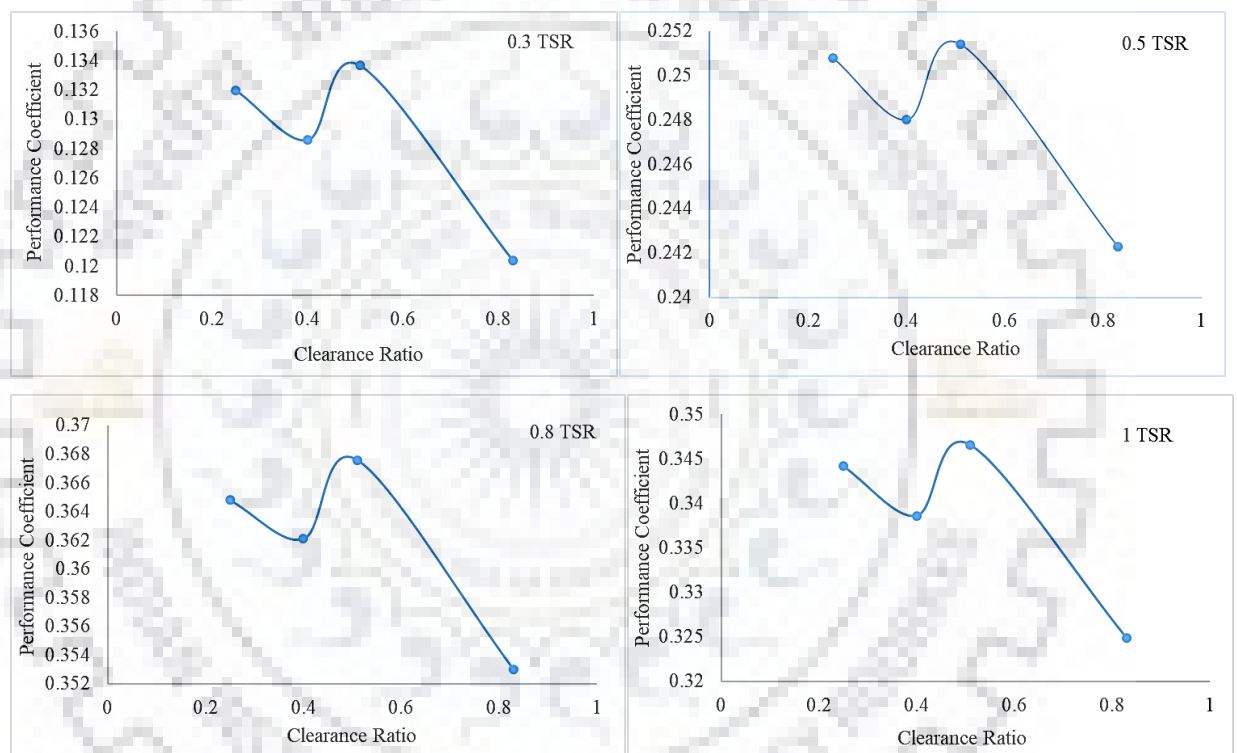 0.3 TSR
Performance Coefficient
0.136
0.134
0.132
0.13
0.128
0.126
0.124
0.122
0.12
0.118
0 0.2 0.4 0.6 0.8 1
Clearance Ratio
0.5 TSR
Performance Coefficient
0.252
0.25
0.248
0.246
0.244
0.242
0.24
0 0.2 0.4 0.6 0.8 1
Clearance Ratio
0.8 TSR
Performance Coefficient
0.37
0.368
0.366
0.364
0.362
0.36
0.358
0.356
0.354
0.352
0 0.2 0.4 0.6 0.8 1
Clearance Ratio
1 TSR
Performance Coefficient
0.35
0.345
0.34
0.335
0.33
0.325
0.32
0 0.2 0.4 0.6 0.8 1
Clearance Ratio